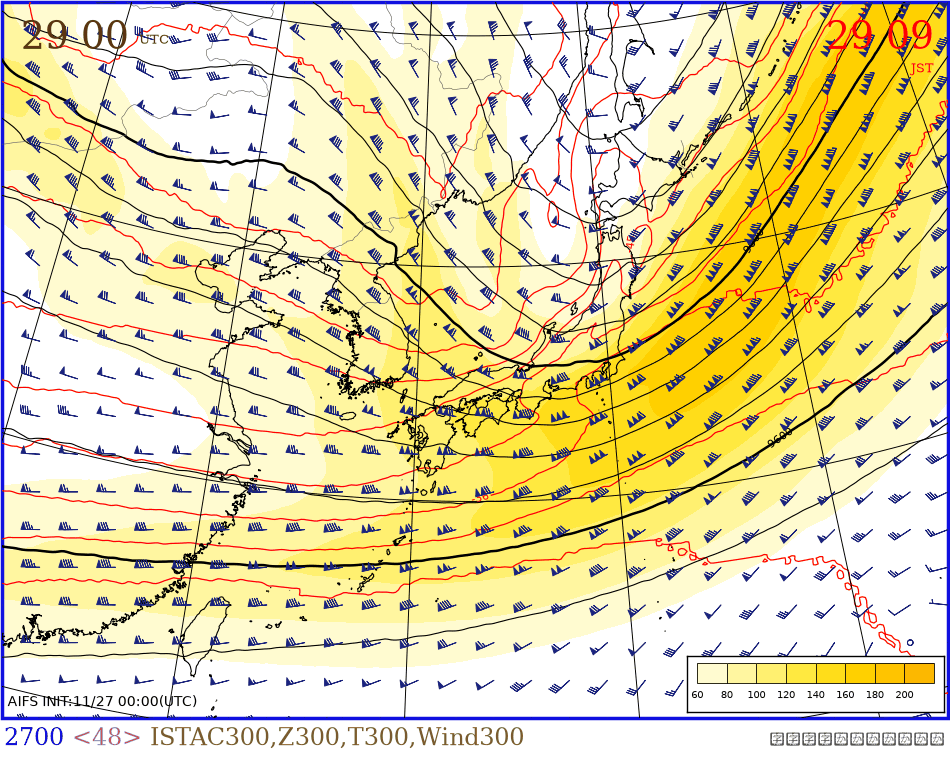 29 00 UTC
29 09
JST
9600
AIFS INIT:11/27 00:00(UTC)
60 80 100 120 140 160 180 200
2700 <48> ISTAC300,Z300,T300,Wind300